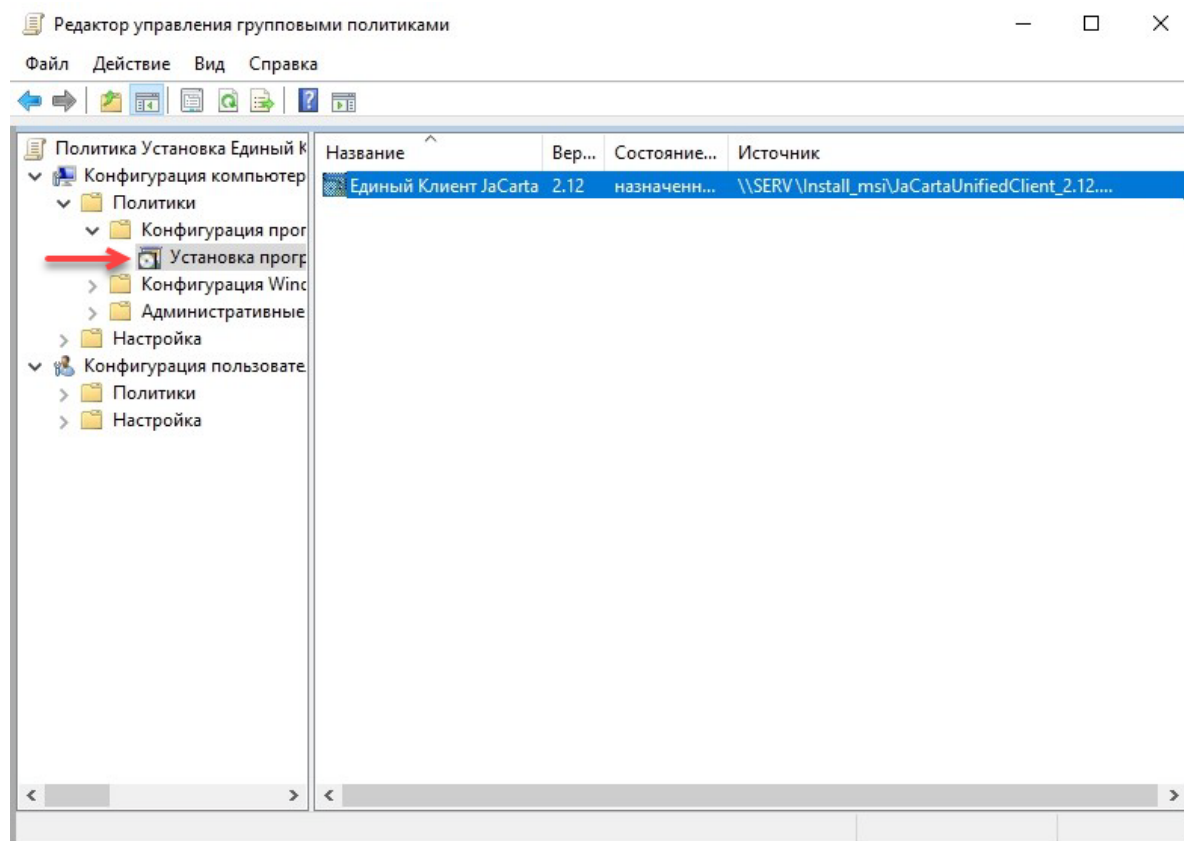 Редактор управления групповыми политиками
Файл Действие Вид Справка
Политика Установка Единый К
Конфигурация компьютер
Политики
Конфигурация прог
Установка прогр
Конфигурация Winc
Административные
Настройка
Конфигурация пользовате
Политики
Настройка
Название Вер... Состояние... Источник
Единый Клиент JaCarta 2.12 назначенн... \\SERV\Install_msi\JaCartaUnifiedClient_2.12....